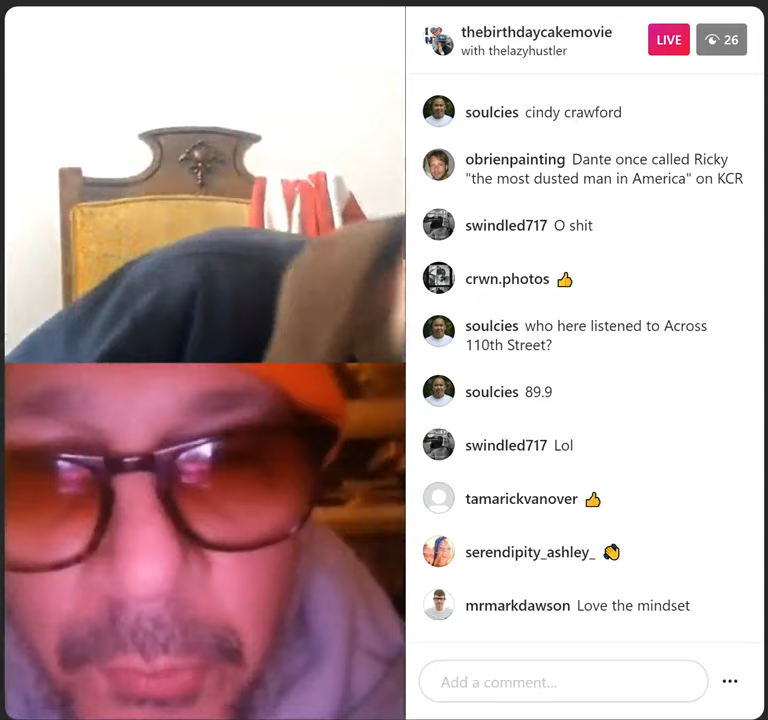 thebirthdaycakemovie
with thelazyhustler
LIVE
26
soulcies cindy crawford
obrienpainting Dante once called Ricky
"the most dusted man in America" on KCR
swindled717 O shit
crwn.photos 👍
soulcies who here listened to Across
110th Street?
soulcies 89.9
swindled717 Lol
tamarickvanover 👍
serendipity_ashley_ 👏
mrmarkdawson Love the mindset
Add a comment...